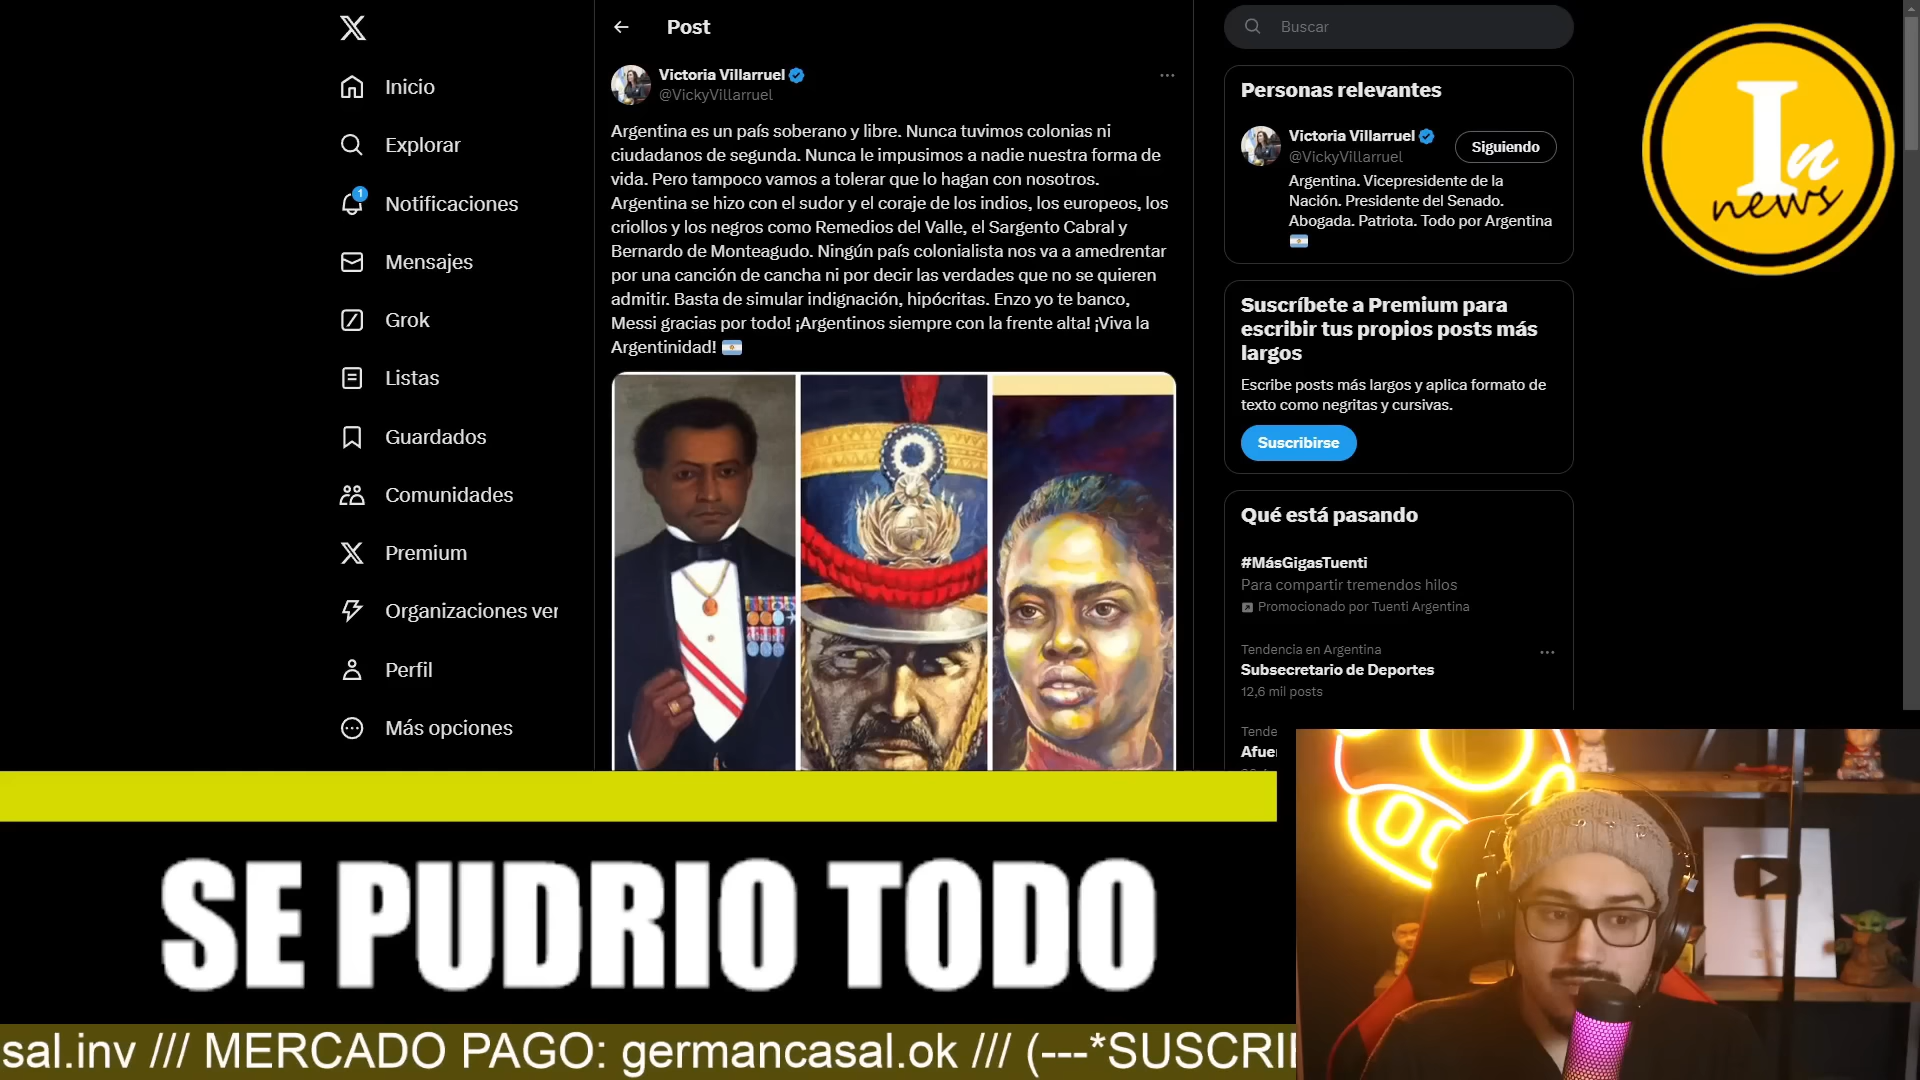 Inicio
Explorar
1
Notificaciones
Mensajes
Grok
Listas
Guardados
Comunidades
Premium
Organizaciones ver
Perfil
Más opciones
Post
Victoria Villarruel
@VickyVillarruel
Argentina es un país soberano y libre. Nunca tuvimos colonias ni
ciudadanos de segunda. Nunca le impusimos a nadie nuestra forma de
vida. Pero tampoco vamos a tolerar que lo hagan con nosotros.
Argentina se hizo con el sudor y el coraje de los indios, los europeos, los
criollos y los negros como Remedios del Valle, el Sargento Cabral y
Bernardo de Monteagudo. Ningún país colonialista nos va a amedrentar
por una canción de cancha ni por decir las verdades que no se quieren
admitir. Basta de simular indignación, hipócritas. Enzo yo te banco,
Messi gracias por todo! ¡Argentinos siempre con la frente alta! ¡Viva la
Argentinidad!
Buscar
Personas relevantes
Victoria Villarruel
@VickyVillarruel
Siguiendo
Argentina. Vicepresidente de la
Nación. Presidente del Senado.
Abogada. Patriota. Todo por Argentina
Suscríbete a Premium para
escribir tus propios posts más
largos
Escribe posts más largos y aplica formato de
texto como negritas y cursivas.
Suscribirse
Qué está pasando
#MásGigasTuenti
Para compartir tremendos hilos
Promocionado por Tuenti Argentina
Tendencia en Argentina
Subsecretario de Deportes
12,6 mil posts
Tende
Afue
In
news
SE PUDRIO TODO
sal.inv /// MERCADO PAGO: germancasal.ok /// (---*SUSCRI